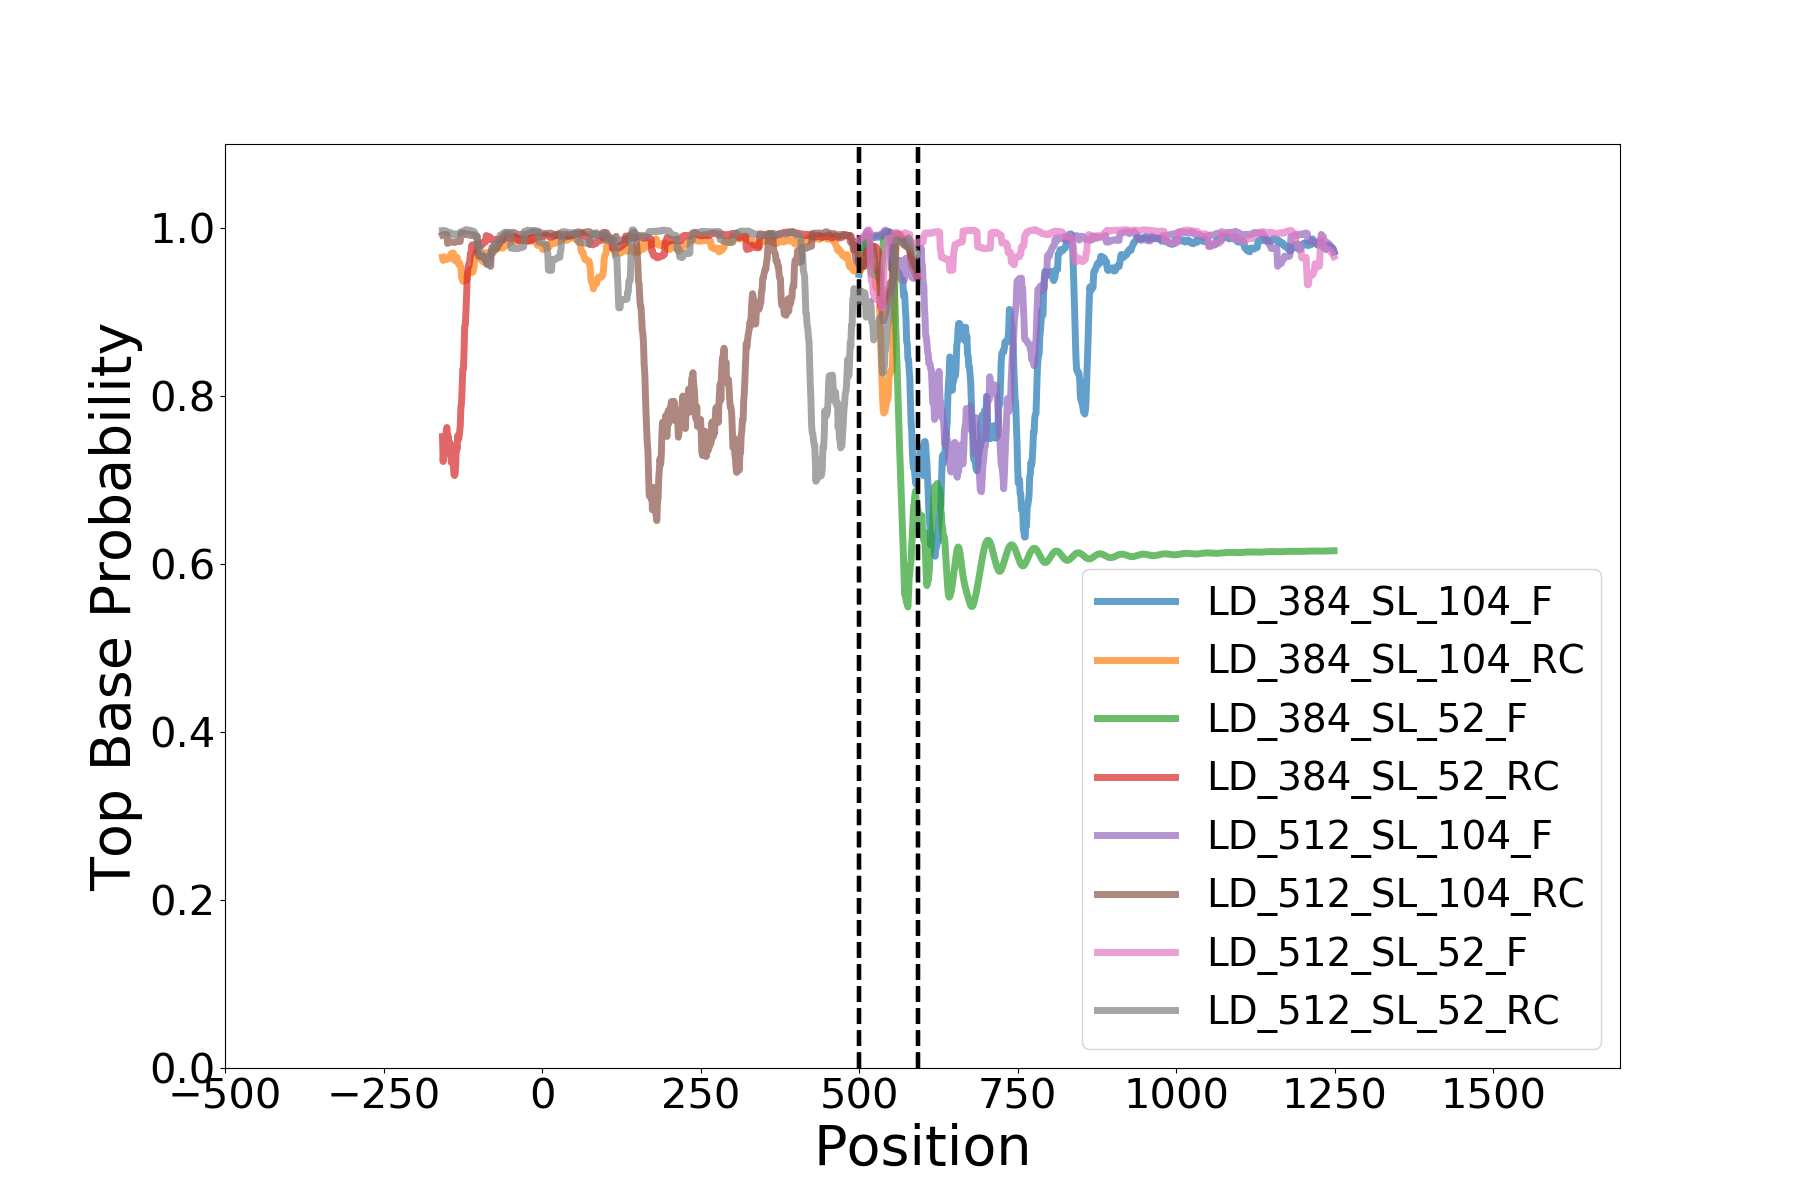 Top Base Probability
1.0
0.8
0.6
0.4
0.2
0.0
−500 −250 0 250 500 750 1000 1250 1500
Position
LD_384_SL_104_F
LD_384_SL_104_RC
LD_384_SL_52_F
LD_384_SL_52_RC
LD_512_SL_104_F
LD_512_SL_104_RC
LD_512_SL_52_F
LD_512_SL_52_RC